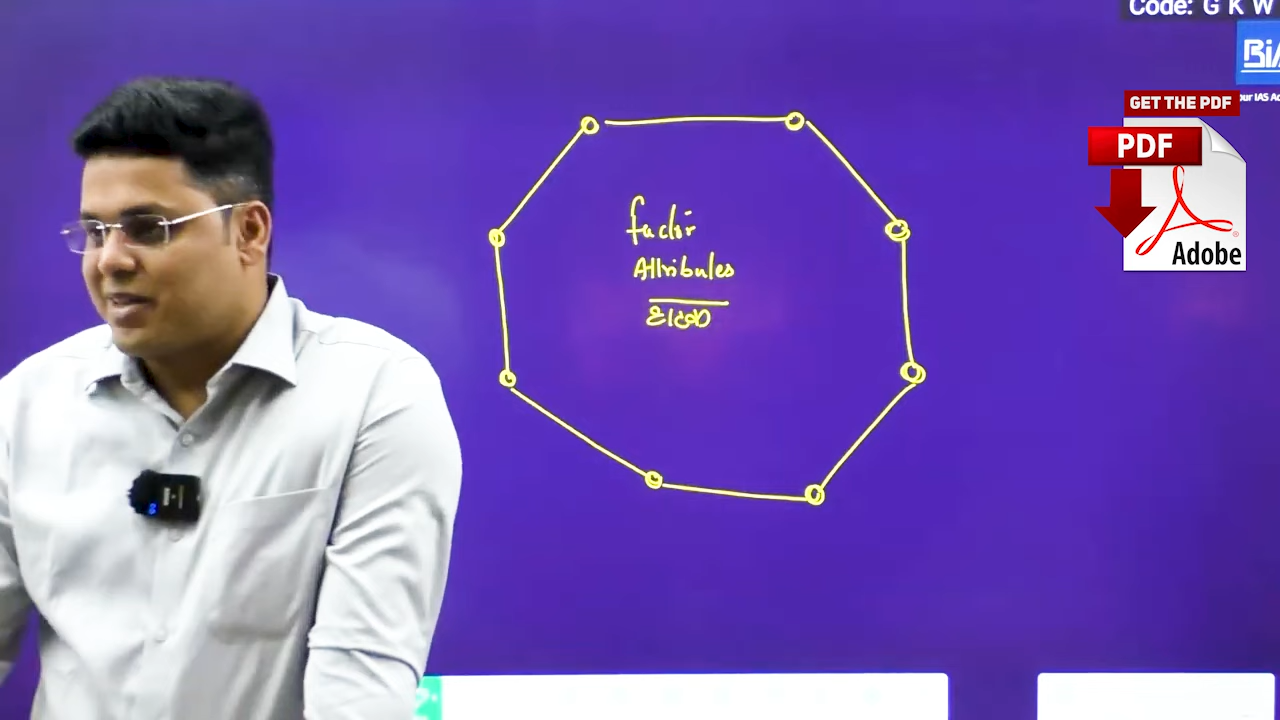 Code: G K W
GET THE PDF
PDF
Adobe
factor
Attributes